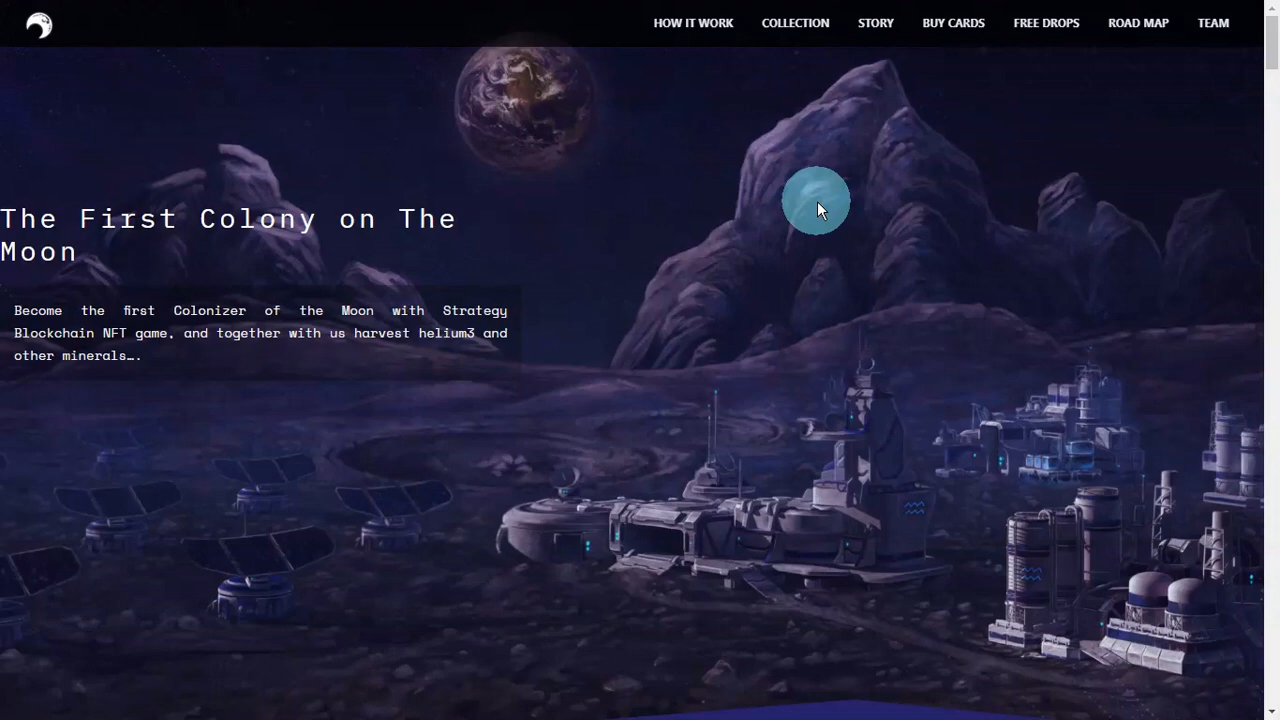 HOW IT WORK COLLECTION STORY BUY CARDS FREE DROPS ROAD MAP TEAM
The First Colony on The
Moon
Become the first Colonizer of the Moon with Strategy
Blockchain NFT game, and together with us harvest helium3 and
other minerals….